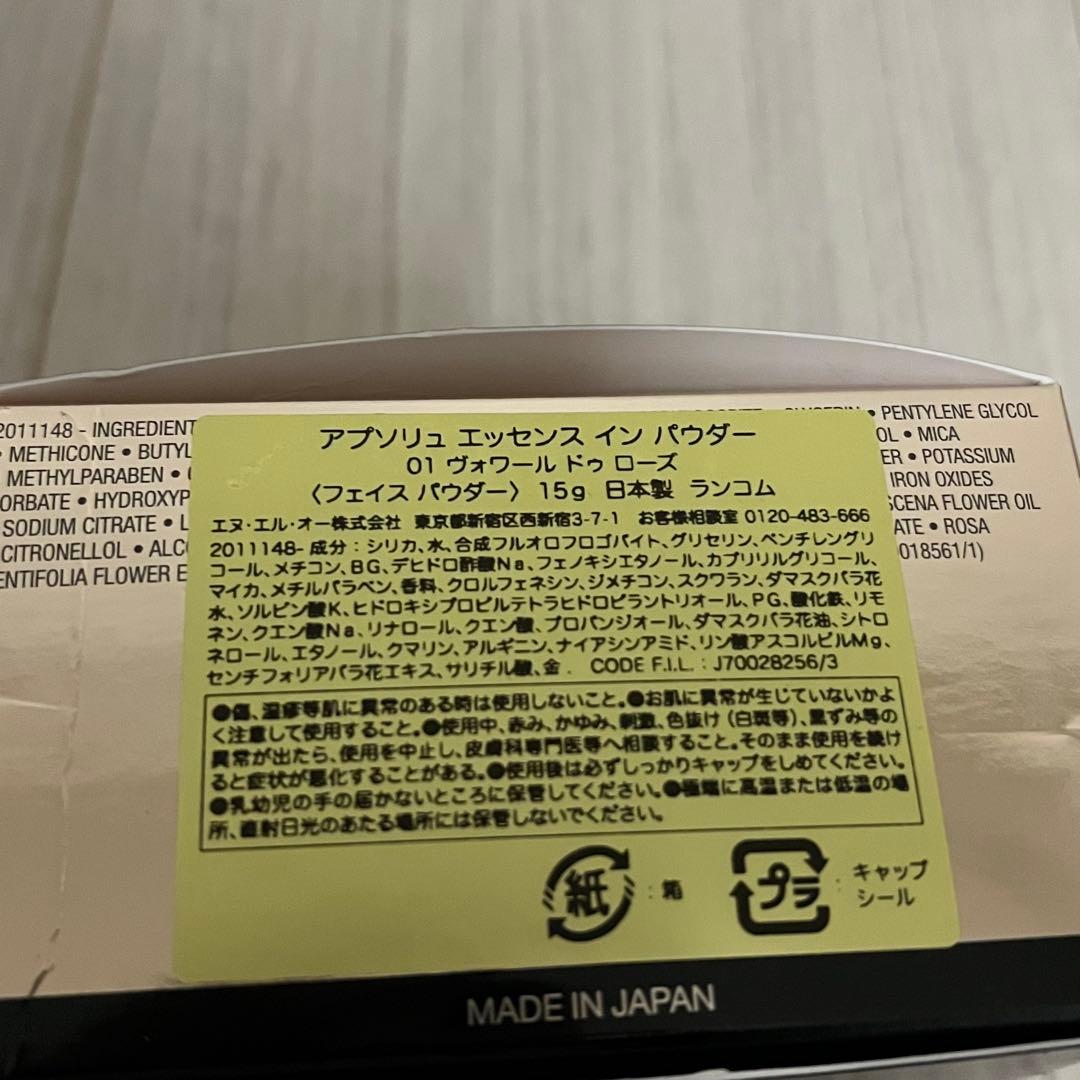 2011148 - INGREDIENT
• METHICONE • BUTYL
METHYLPARABEN •
ORBATE • HYDROXYP
SODIUM CITRATE • L
CITRONELLOL • ALCO
ENTIFOLIA FLOWER E
GLYCERIN • PENTYLENE GLYCOL
OL • MICA
ER • POTASSIUM
IRON OXIDES
SCENA FLOWER OIL
ATE • ROSA
018561/1)
アプソリュ エッセンス イン パウダー
01 ヴォワール ドゥ ローズ
〈フェイス パウダー〉 15g 日本製 ランコム
エヌ・エル・オー株式会社 東京都新宿区西新宿3-7-1 お客様相談室 0120-483-666
2011148- 成分:シリカ、水、合成フルオロフロゴパイト、グリセリン、ペンチレングリ
コール、メチコン、BG、デヒドロ酢酸Na、フェノキシエタノール、カプリリルグリコール、
マイカ、メチルパラベン、香料、クロルフェネシン、ジメチコン、スクワラン、ダマスクバラ花
水、ソルビン酸K、ヒドロキシプロピルテトラヒドロピラントリオール、PG、酸化鉄、リモ
ネン、クエン酸Na、リナロール、クエン酸、プロパンジオール、ダマスクバラ花油、シトロ
ネロール、エタノール、クマリン、アルギニン、ナイアシンアミド、リン酸アスコルビルMg、
センチフォリアバラ花エキス、サリチル酸、金. CODE F.I.L.:J70028256/3
●傷、湿疹等肌に異常のある時は使用しないこと。●お肌に異常が生じていないかよ
く注意して使用すること。●使用中、赤み、かゆみ、刺激、色抜け(白斑等)、黒ずみ等の
異常が出たら、使用を中止し、皮膚科専門医等へ相談すること。そのまま使用を続け
ると症状が悪化することがある。●使用後は必ずしっかりキャップをしめてください。
●乳幼児の手の届かないところに保管してください。●極端に高温または低温の場
所、直射日光のあたる場所には保管しないでください。
紙:箱
プラ:キャップ
シール
MADE IN JAPAN